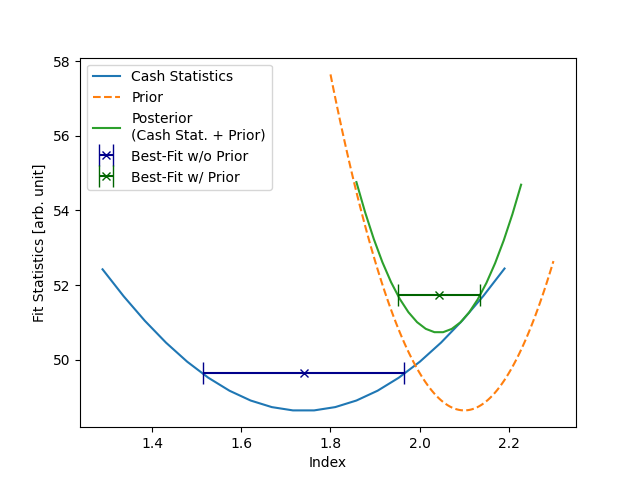 Cash Statistics
Prior
Posterior
(Cash Stat. + Prior)
Best-Fit w/o Prior
Best-Fit w/ Prior
Fit Statistics [arb. unit]
58
56
54
52
50
1.4 1.6 1.8 2.0 2.2
Index